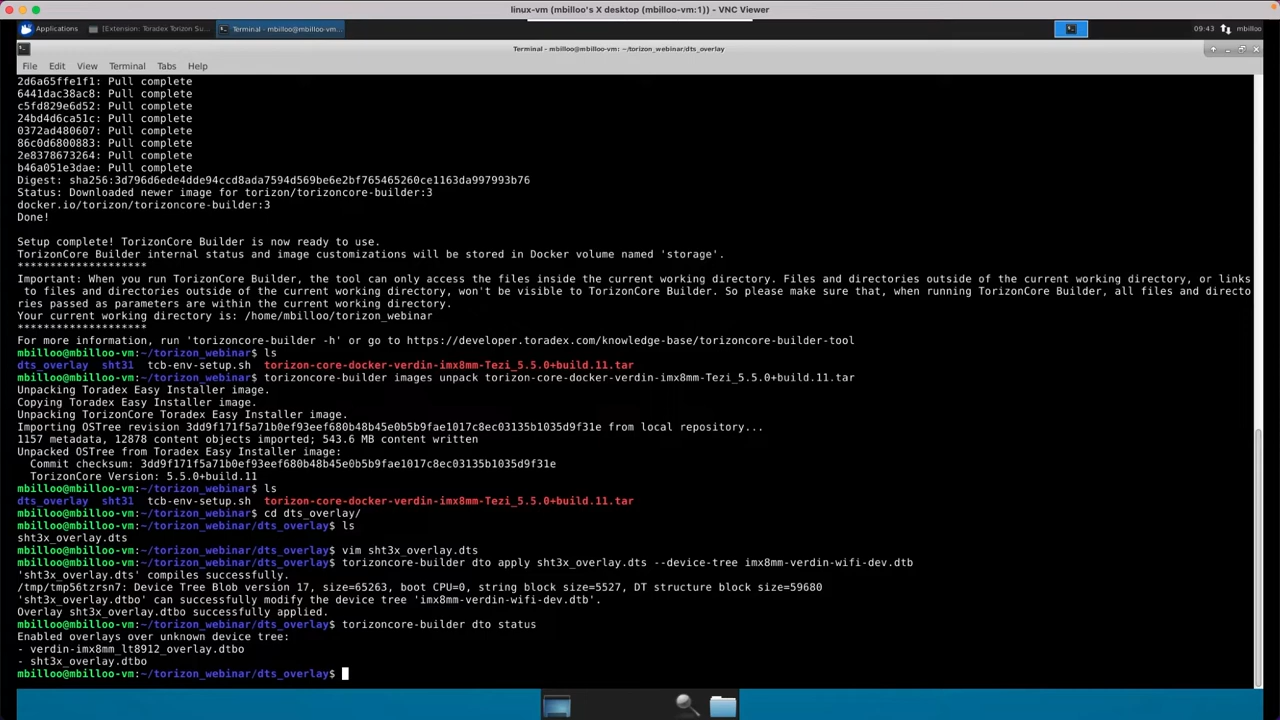 linux-vm (mbilloo's X desktop (mbilloo-vm:1)) - VNC Viewer
Applications [Extension: Toradex Torizon Su... Terminal - mbilloo@mbilloo-vm... 09:43 mbilloo
Terminal - mbilloo@mbilloo-vm: ~/torizon_webinar/dts_overlay
File Edit View Terminal Tabs Help
2d6a65ffe1f1: Pull complete
6441dac38ac8: Pull complete
c5fd829e6d52: Pull complete
24bd4d6ca51c: Pull complete
0372ad480607: Pull complete
86c0d6800883: Pull complete
2e8378673264: Pull complete
b46a051e3dae: Pull complete
Digest: sha256:3d796d6ede4dde94ccd8ada7594d569be6e2bf765465260ce1163da997993b76
Status: Downloaded newer image for torizon/torizoncore-builder:3
docker.io/torizon/torizoncore-builder:3
Done!
Setup complete! TorizonCore Builder is now ready to use.
TorizonCore Builder internal status and image customizations will be stored in Docker volume named 'storage'.
********************
Important: When you run TorizonCore Builder, the tool can only access the files inside the current working directory. Files and directories outside of the current working directory, or links
to files and directories outside of the current working directory, won't be visible to TorizonCore Builder. So please make sure that, when running TorizonCore Builder, all files and directo
ries passed as parameters are within the current working directory.
Your current working directory is: /home/mbilloo/torizon_webinar
********************
For more information, run 'torizoncore-builder -h' or go to https://developer.toradex.com/knowledge-base/torizoncore-builder-tool
mbilloo@mbilloo-vm:~/torizon_webinar$ ls
dts_overlay sht31 tcb-env-setup.sh torizon-core-docker-verdin-imx8mm-Tezi_5.5.0+build.11.tar
mbilloo@mbilloo-vm:~/torizon_webinar$ torizoncore-builder images unpack torizon-core-docker-verdin-imx8mm-Tezi_5.5.0+build.11.tar
Unpacking Toradex Easy Installer image.
Copying Toradex Easy Installer image.
Unpacking TorizonCore Toradex Easy Installer image.
Importing OSTree revision 3dd9f171f5a71b0ef93eef680b48b45e0b5b9fae1017c8ec03135b1035d9f31e from local repository...
1157 metadata, 12878 content objects imported; 543.6 MB content written
Unpacked OSTree from Toradex Easy Installer image:
Commit checksum: 3dd9f171f5a71b0ef93eef680b48b45e0b5b9fae1017c8ec03135b1035d9f31e
TorizonCore Version: 5.5.0+build.11
mbilloo@mbilloo-vm:~/torizon_webinar$ ls
dts_overlay sht31 tcb-env-setup.sh torizon-core-docker-verdin-imx8mm-Tezi_5.5.0+build.11.tar
mbilloo@mbilloo-vm:~/torizon_webinar$ cd dts_overlay/
mbilloo@mbilloo-vm:~/torizon_webinar/dts_overlay$ ls
sht3x_overlay.dts
mbilloo@mbilloo-vm:~/torizon_webinar/dts_overlay$ vim sht3x_overlay.dts
mbilloo@mbilloo-vm:~/torizon_webinar/dts_overlay$ torizoncore-builder dto apply sht3x_overlay.dts --device-tree imx8mm-verdin-wifi-dev.dtb
'sht3x_overlay.dts' compiles successfully.
/tmp/tmp56tzrsn7: Device Tree Blob version 17, size=65263, boot CPU=0, string block size=5527, DT structure block size=59680
'sht3x_overlay.dtbo' can successfully modify the device tree 'imx8mm-verdin-wifi-dev.dtb'.
Overlay sht3x_overlay.dtbo successfully applied.
mbilloo@mbilloo-vm:~/torizon_webinar/dts_overlay$ torizoncore-builder dto status
Enabled overlays over unknown device tree:
- verdin-imx8mm_lt8912_overlay.dtbo
- sht3x_overlay.dtbo
mbilloo@mbilloo-vm:~/torizon_webinar/dts_overlay$